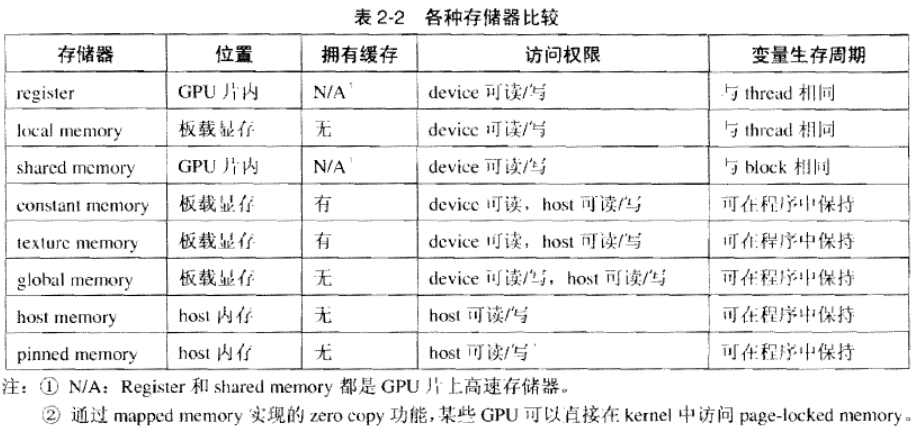 表 2-2 各种存储器比较
存储器 位置 拥有缓存 访问权限 变量生存周期
register GPU 片内 N/A¹ device 可读/写 与 thread 相同
local memory 板载显存 无 device 可读/写 与 thread 相同
shared memory GPU 片内 N/A¹ device 可读/写 与 block 相同
constant memory 板载显存 有 device 可读，host 可读/写 可在程序中保持
texture memory 板载显存 有 device 可读，host 可读/写 可在程序中保持
global memory 板载显存 无 device 可读/写，host 可读/写 可在程序中保持
host memory host 内存 无 host 可读/写 可在程序中保持
pinned memory host 内存 无 host 可读/写 可在程序中保持
注：① N/A：Register 和 shared memory 都是 GPU 片上高速存储器。
② 通过 mapped memory 实现的 zero copy 功能，某些 GPU 可以直接在 kernel 中访问 page-locked memory。